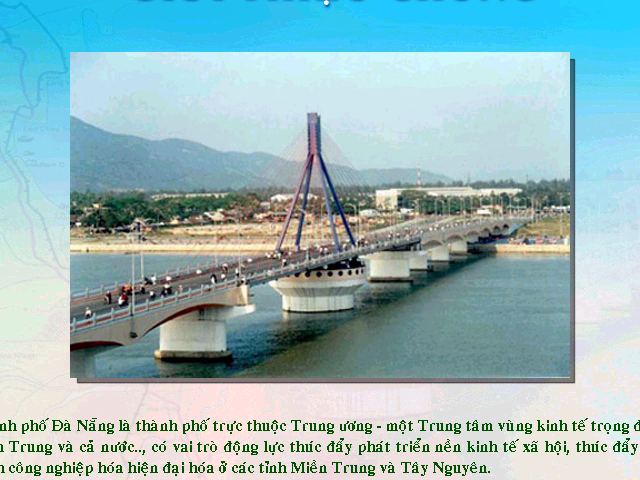 phố Đà Nẵng là thành phố trực thuộc Trung ương - một Trung tâm vùng kinh tế trọng
Trung và cả nước.., có vai trò động lực thúc đẩy phát triển nền kinh tế xã hội, thúc đẩy
công nghiệp hóa hiện đại hóa ở các tỉnh Miền Trung và Tây Nguyên.